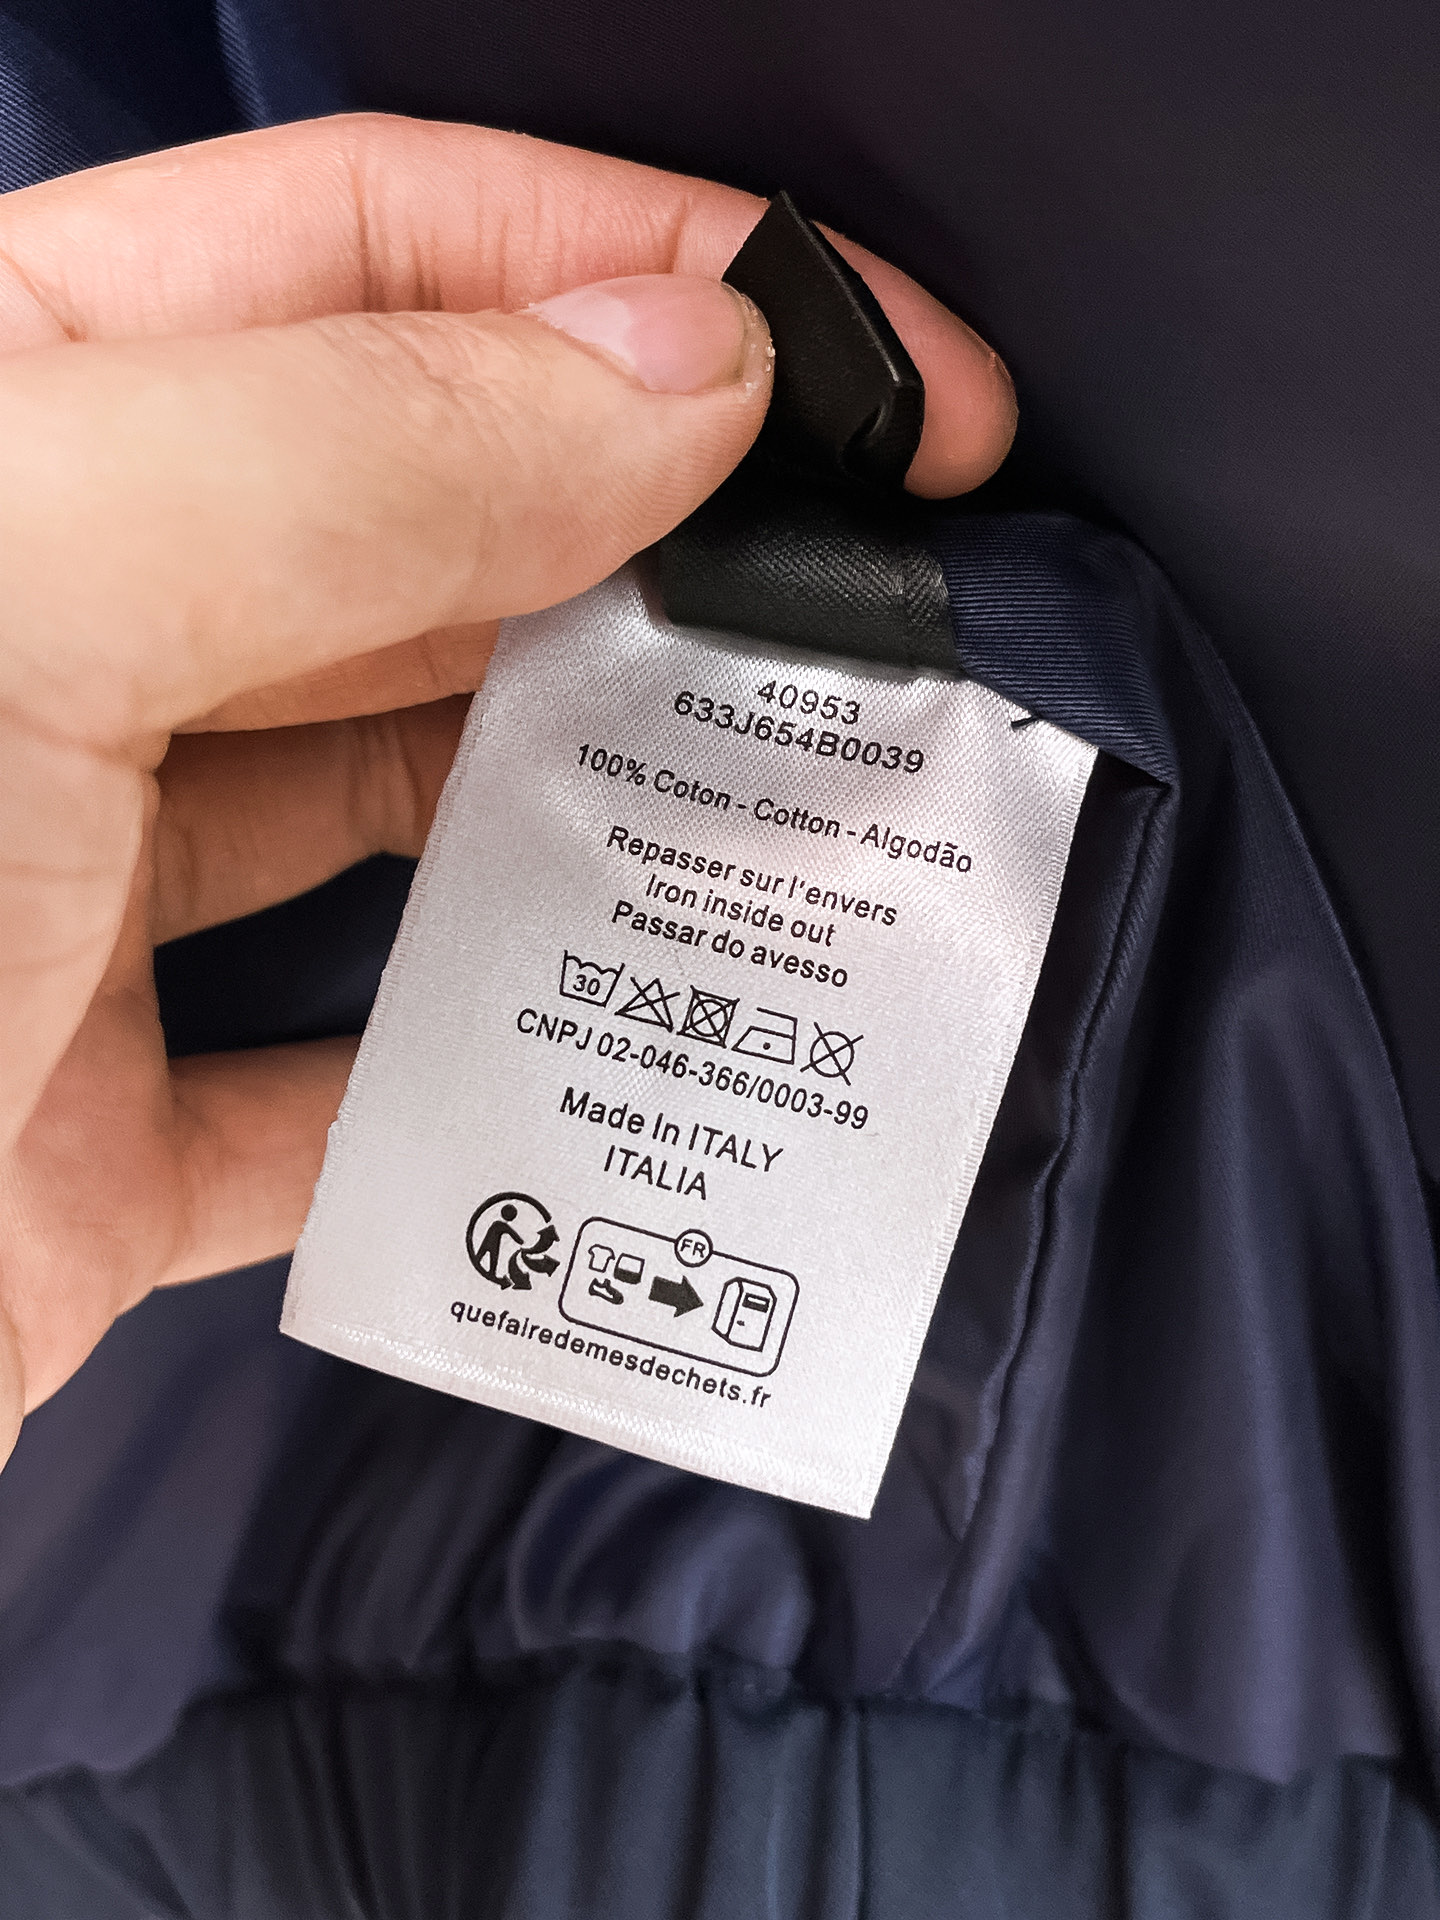 40953
633J654B0039
100% Coton - Cotton - Algodão
Repasser sur l'envers
Iron inside out
Passar do avesso
30
CNPJ 02-046-366/0003-99
Made In ITALY
ITALIA
FR
quefairedemesdechets.fr